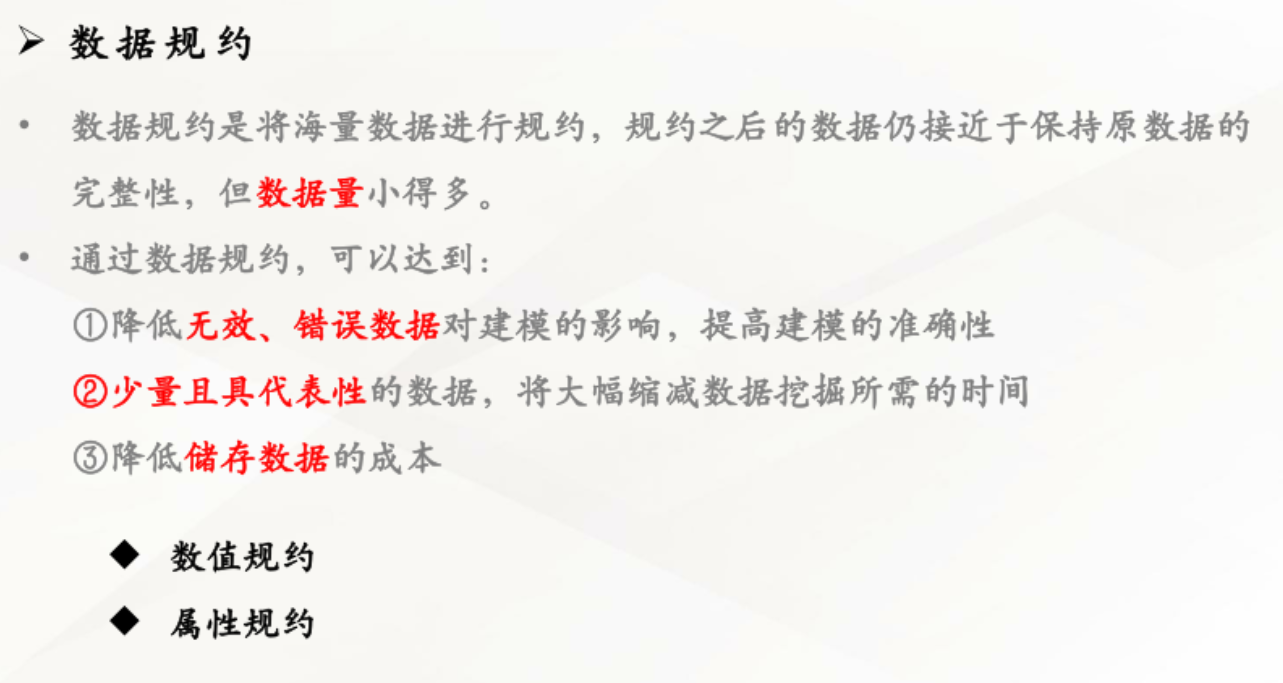 ➢ 数据规约
• 数据规约是将海量数据进行规约，规约之后的数据仍接近于保持原数据的
完整性，但数据量小得多。
• 通过数据规约，可以达到：
①降低无效、错误数据对建模的影响，提高建模的准确性
②少量且具代表性的数据，将大幅缩减数据挖掘所需的时间
③降低储存数据的成本
◆ 数值规约
◆ 属性规约